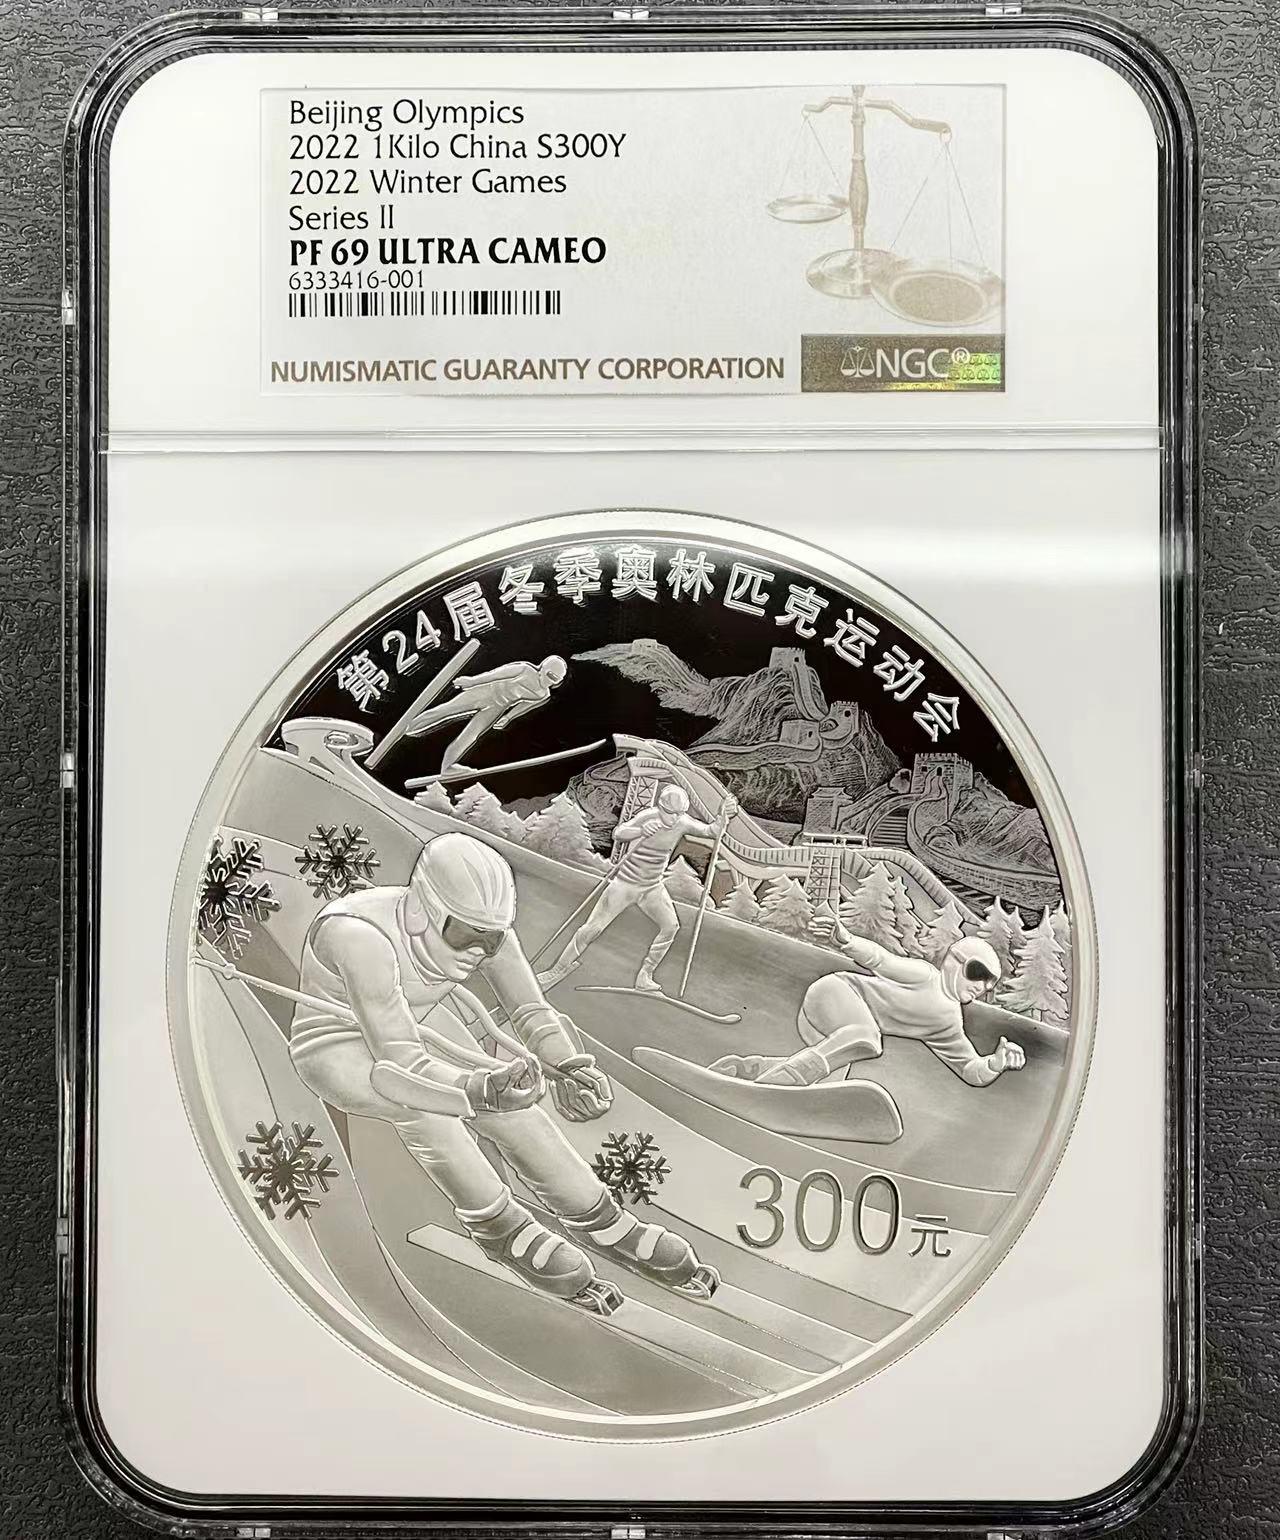 Beijing Olympics
2022 1Kilo China S300Y
2022 Winter Games
Series II
PF 69 ULTRA CAMEO
6333416-001
NUMISMATIC GUARANTY CORPORATION
NGC®
第24届冬季奥林匹克运动会
300元